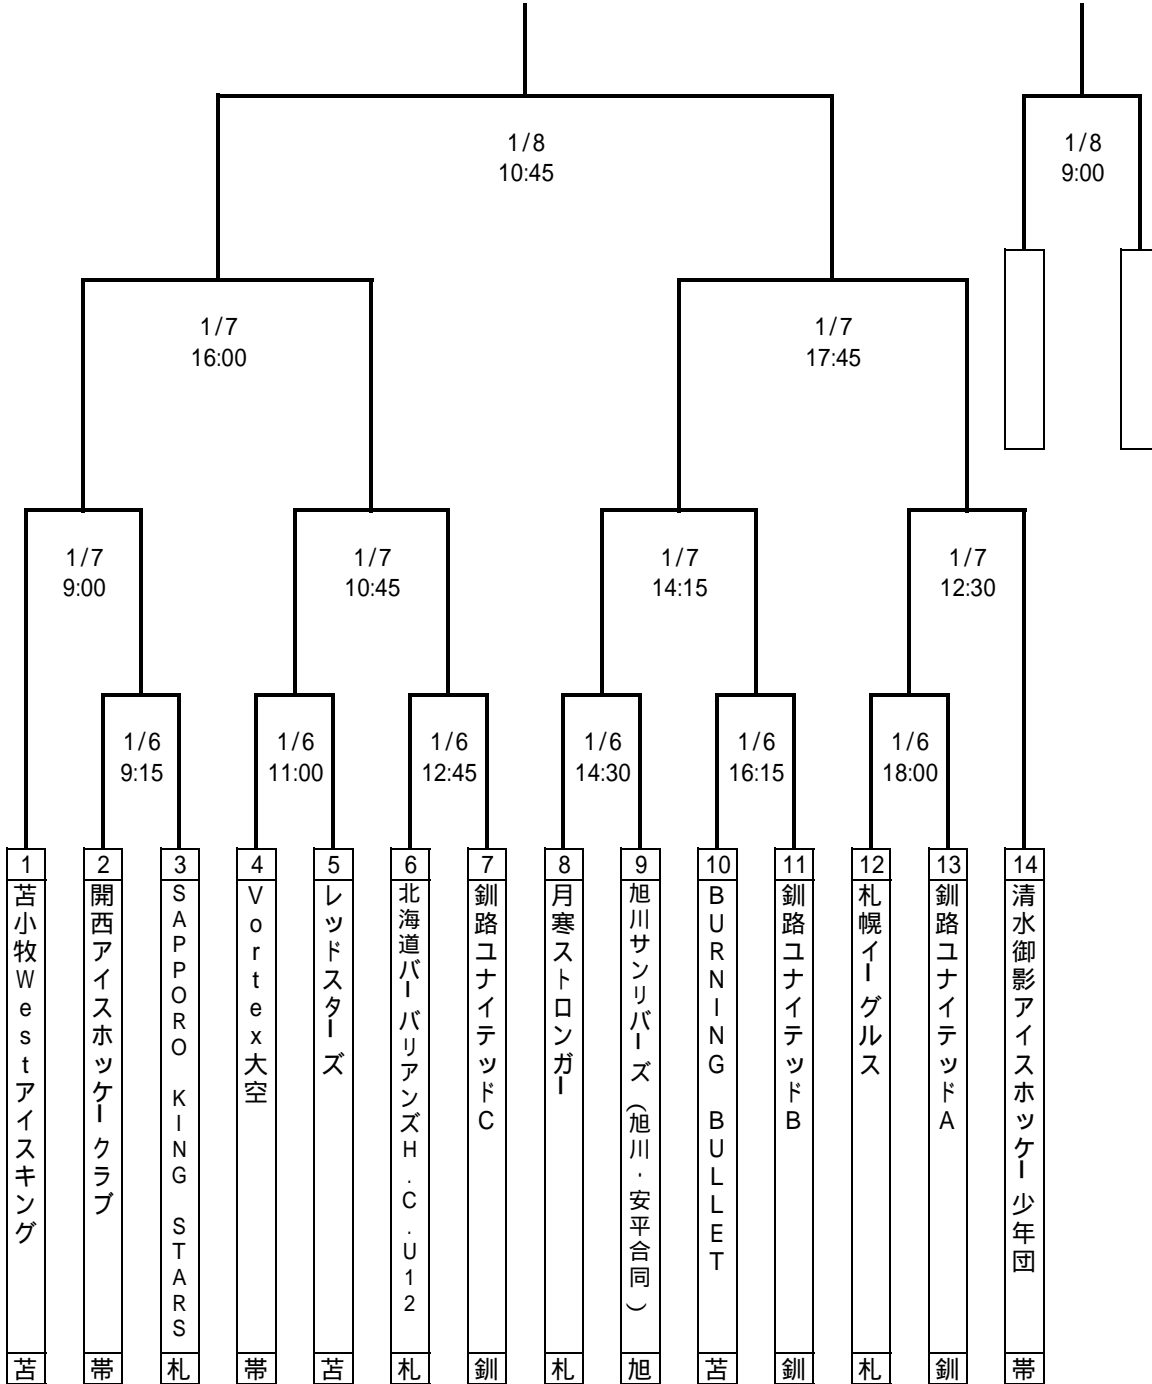 1/8
10:45
1/8
9:00
1/7
16:00
1/7
17:45
1/7
9:00
1/7
10:45
1/7
14:15
1/7
12:30
1/6
9:15
1/6
11:00
1/6
12:45
1/6
14:30
1/6
16:15
1/6
18:00
1
苫小牧Westアイスキング
苫
2
開西アイスホッケークラブ
帯
3
SAPPORO KING STARS
札
4
Vortex大空
帯
5
レッドスターズ
苫
6
北海道バーバリアンズH.C.U12
札
7
釧路ユナイテッドC
釧
8
月寒ストロンガー
札
9
旭川サンリバーズ(旭川・安平合同)
旭
10
BURNING BULLET
苫
11
釧路ユナイテッドB
釧
12
札幌イーグルス
札
13
釧路ユナイテッドA
釧
14
清水御影アイスホッケー少年団
帯